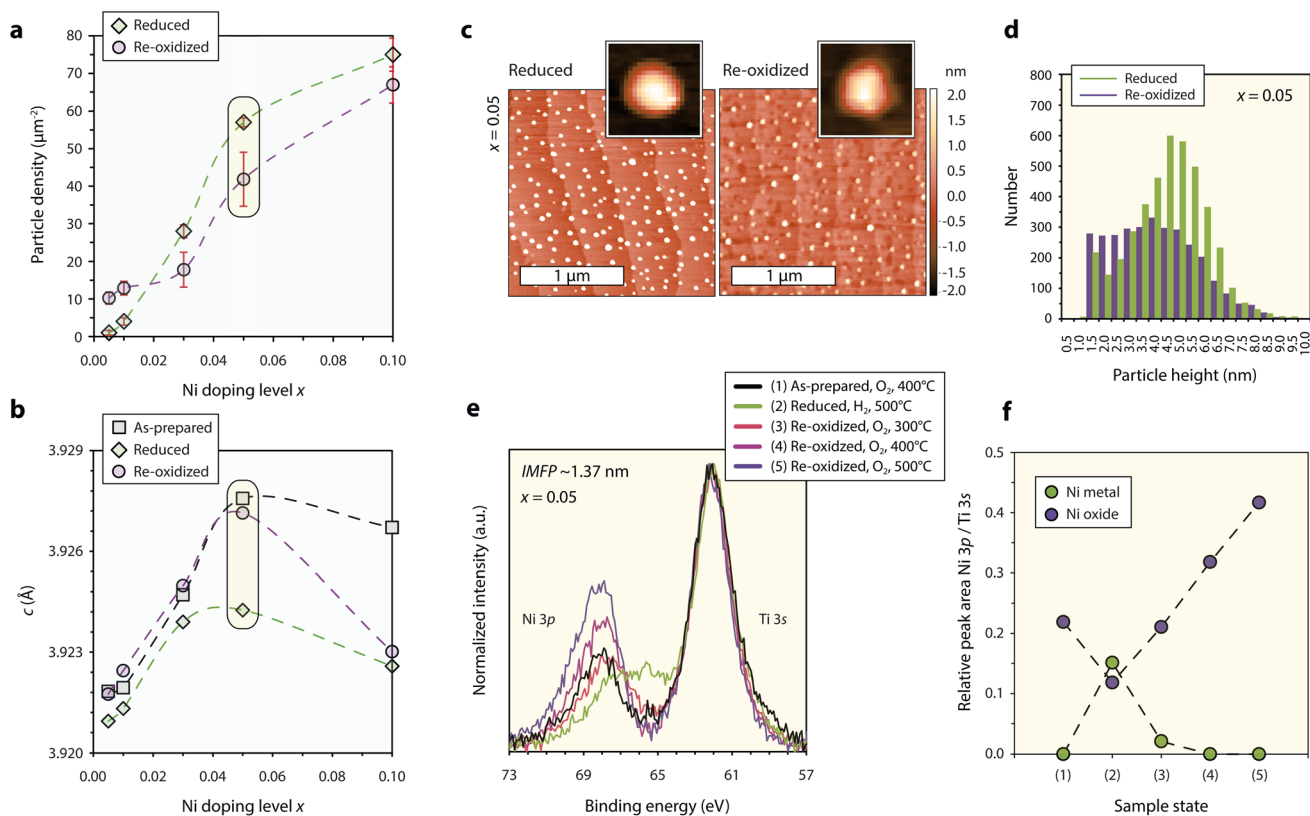 a
Reduced
Re-oxidized
80
70
60
50
40
30
20
10
0
Particle density (µm⁻²)
0.00
0.02
0.04
0.06
0.08
0.10
Ni doping level x
b
As-prepared
Reduced
Re-oxidized
3.929
3.926
3.923
3.920
c (Å)
0.00
0.02
0.04
0.06
0.08
0.10
Ni doping level x
c
Reduced
Re-oxidized
x = 0.05
1 µm
1 µm
nm
2.0
1.5
1.0
0.5
0.0
-0.5
-1.0
-1.5
-2.0
d
Reduced
Re-oxidized
x = 0.05
800
700
600
500
400
300
200
100
0
Number
0.5
1.0
1.5
2.0
2.5
3.0
3.5
4.0
4.5
5.0
5.5
6.0
6.5
7.0
7.5
8.0
8.5
9.0
9.5
10.0
Particle height (nm)
e
(1) As-prepared, O₂, 400°C
(2) Reduced, H₂, 500°C
(3) Re-oxidized, O₂, 300°C
(4) Re-oxidzed, O₂, 400°C
(5) Re-oxidized, O₂, 500°C
IMFP ~1.37 nm
x = 0.05
Ni 3p
Ti 3s
Normalized intensity (a.u.)
73
69
65
61
57
Binding energy (eV)
f
Ni metal
Ni oxide
0.5
0.4
0.3
0.2
0.1
0.0
Relative peak area Ni 3p / Ti 3s
(1)
(2)
(3)
(4)
(5)
Sample state